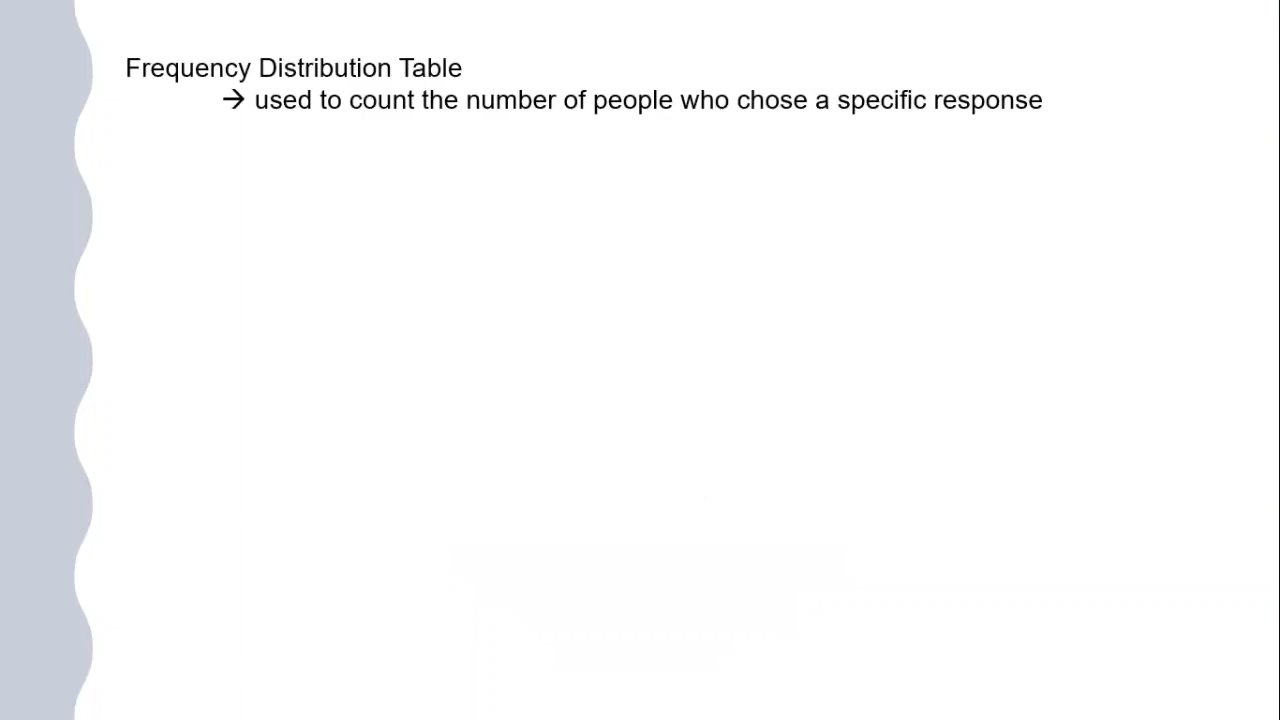 Frequency Distribution Table
→ used to count the number of people who chose a specific response